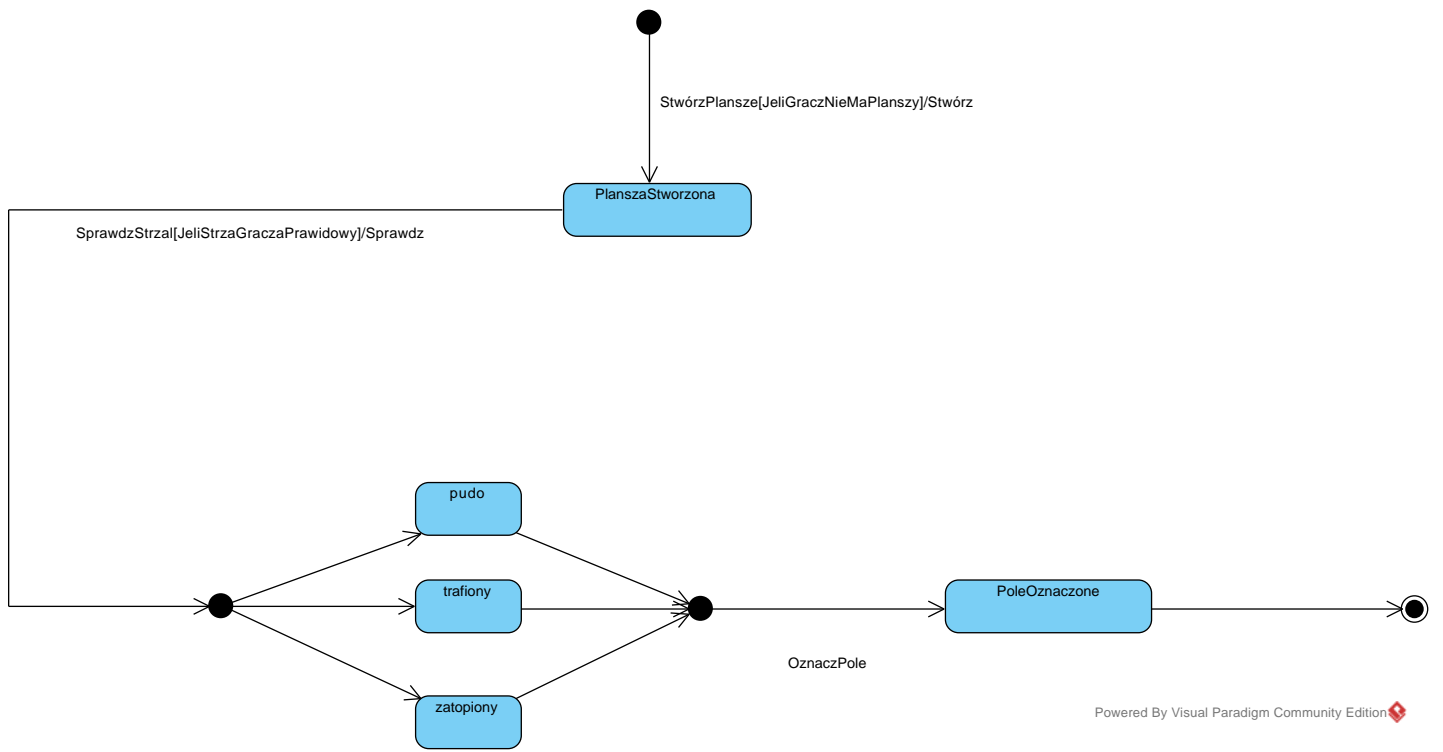 StwórzPlansze[JeliGraczNieMaPlanszy]/Stwórz
PlanszaStworzona
SprawdzStrzal[JeliStrzaGraczaPrawidowy]/Sprawdz
pudo
trafiony
PoleOznaczone
OznaczPole
zatopiony
Powered By Visual Paradigm Community Edition